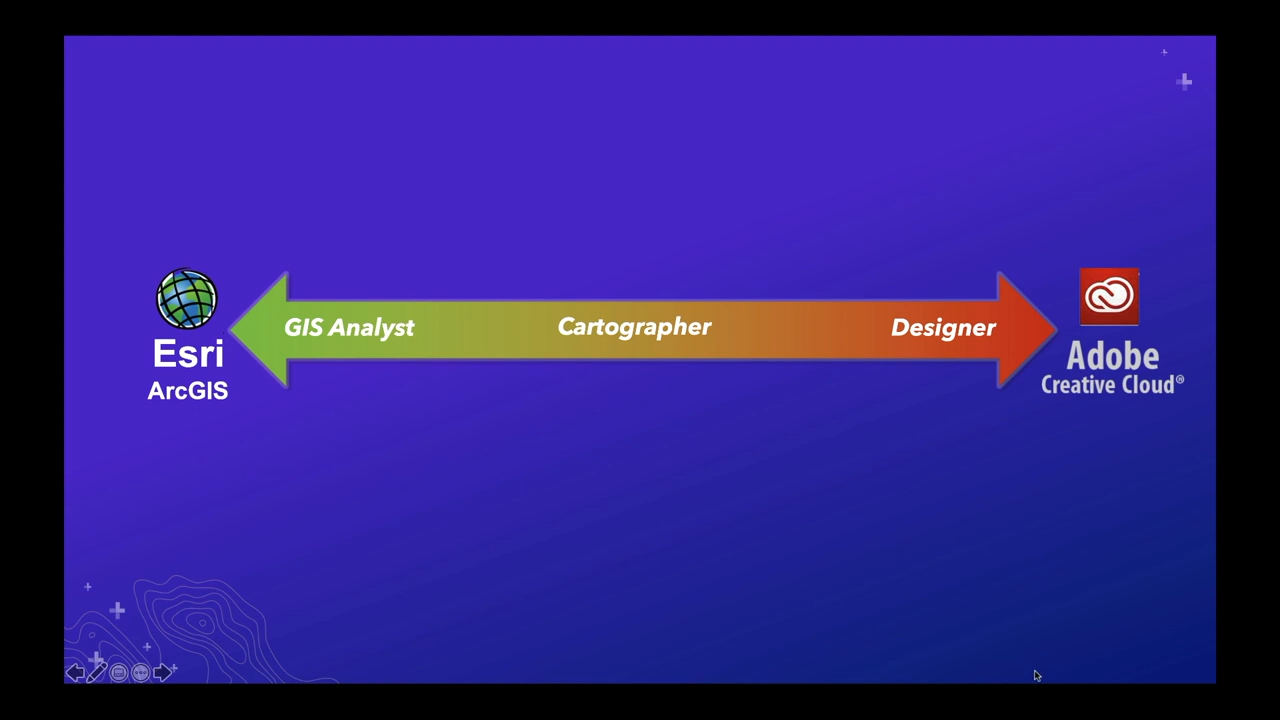 GIS Analyst
Cartographer
Designer
Esri
ArcGIS
Adobe
Creative Cloud®